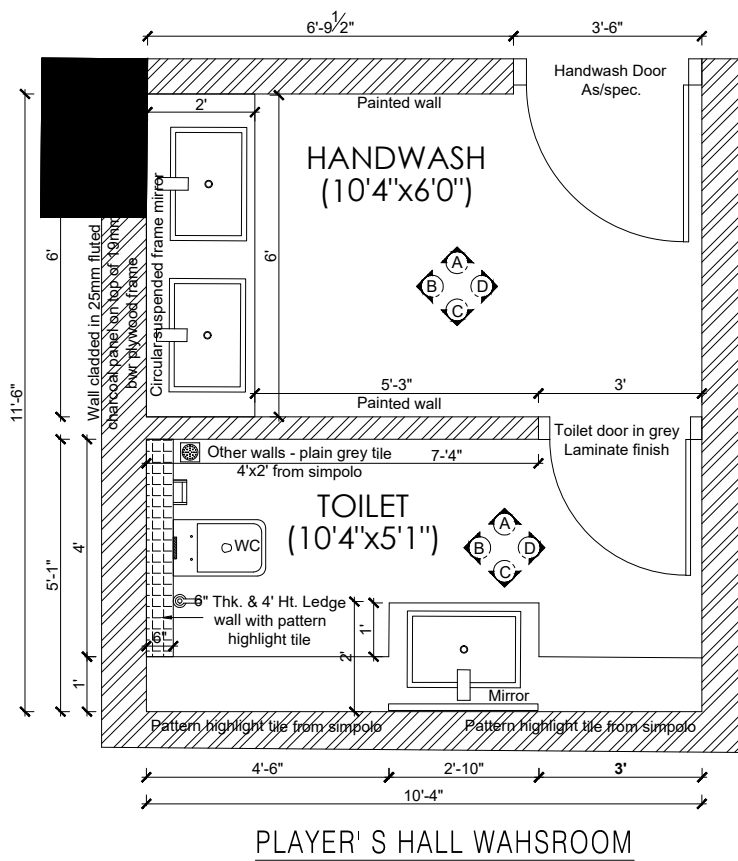 6'-9½"
3'-6"
Handwash Door
As/spec.
Painted wall
2'
HANDWASH
(10'4"x6'0")
Circular suspended frame mirror
Wall cladded in 25mm fluted
charcoal panel on top of 19mm
bwr plywood frame
6'
6'
A
B
D
C
11'-6"
5'-3"
3'
Painted wall
Toilet door in grey
Laminate finish
Other walls - plain grey tile
4'x2' from simpolo
7'-4"
TOILET
(10'4"x5'1")
A
B
D
C
WC
5'-1"
4'
6" Thk. & 4' Ht. Ledge
wall with pattern
highlight tile
6"
1'
2'
1'
Mirror
Pattern highlight tile from simpolo
Pattern highlight tile from simpolo
4'-6"
2'-10"
3'
10'-4"
PLAYER' S HALL WAHSROOM